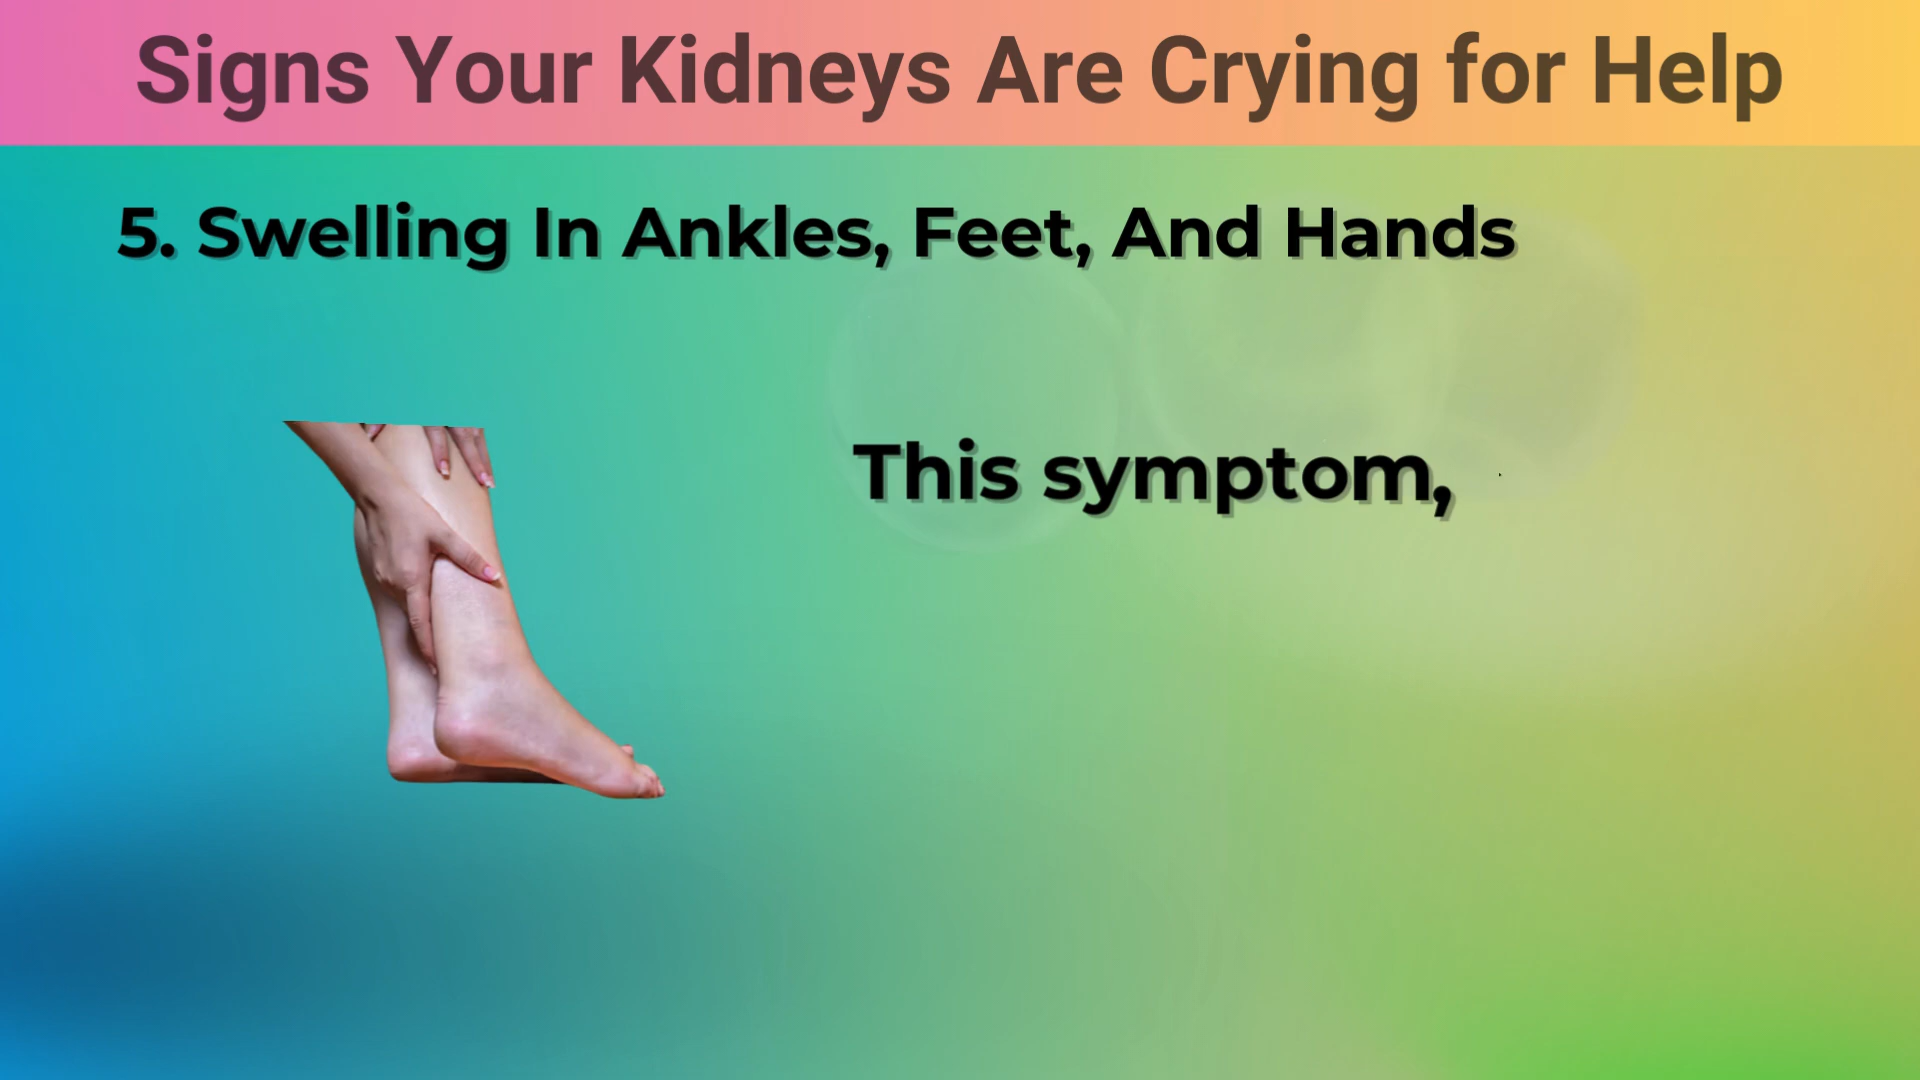 Signs Your Kidneys Are Crying for Help
5. Swelling In Ankles, Feet, And Hands
This symptom,